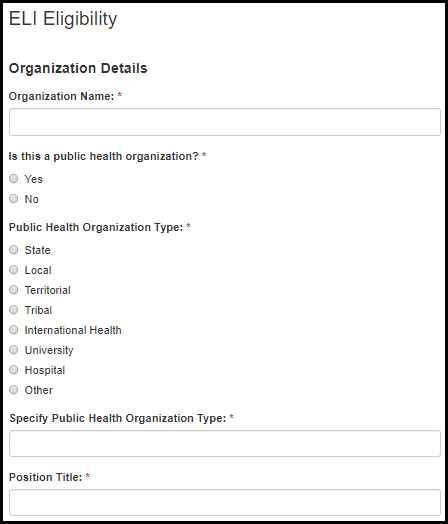 ELI Eligibility
Organization Details
Organization Name: *
Is this a public health organization? *
Yes
No
Public Health Organization Type: *
State
Local
Territorial
Tribal
International Health
University
Hospital
Other
Specify Public Health Organization Type: *
Position Title: *